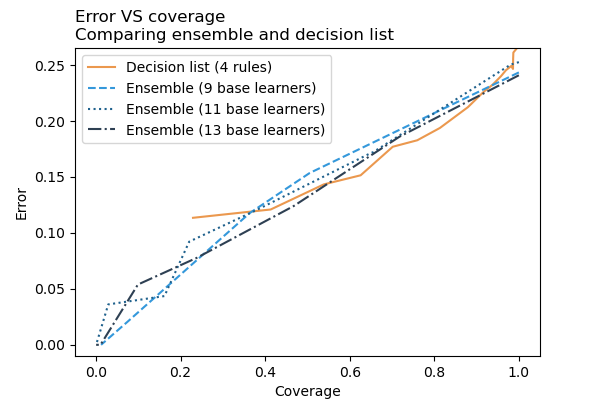 Error VS coverage
Comparing ensemble and decision list
Decision list (4 rules)
Ensemble (9 base learners)
Ensemble (11 base learners)
Ensemble (13 base learners)
0.25
0.20
0.15
0.10
0.05
0.00
Error
0.0 0.2 0.4 0.6 0.8 1.0
Coverage